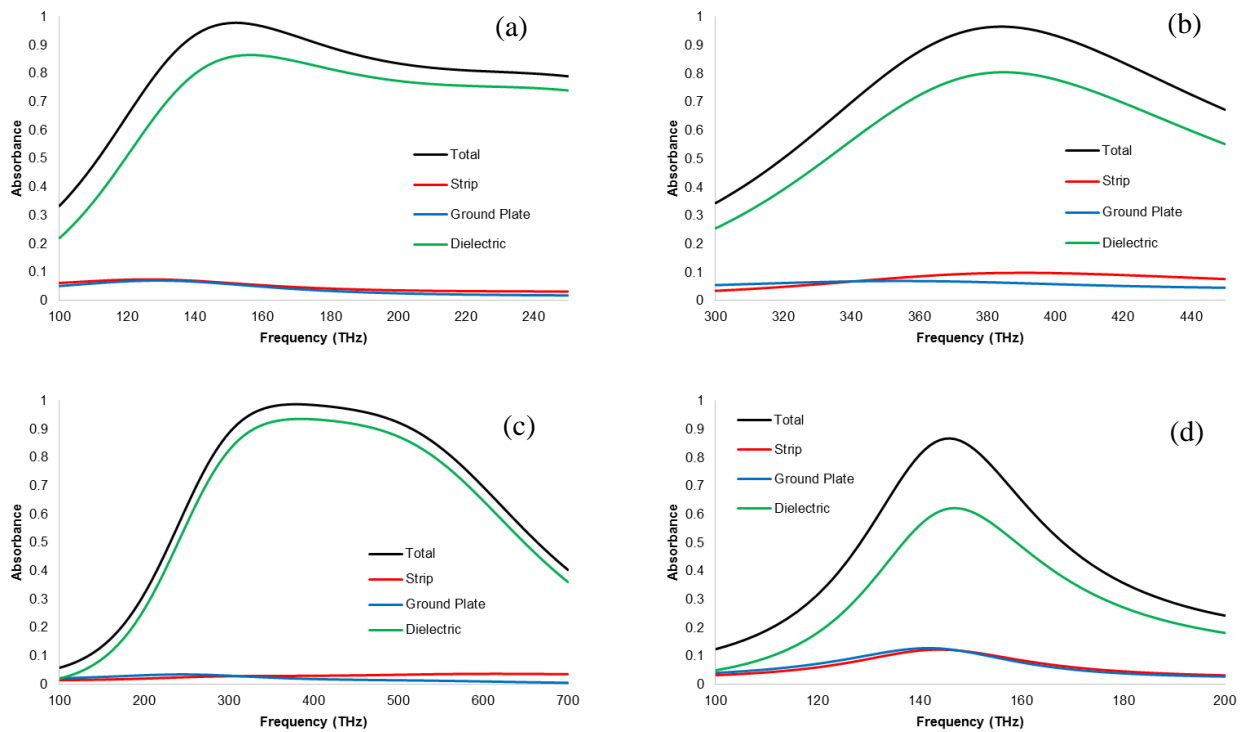 (a)
1
0.9
0.8
0.7
0.6
0.5
0.4
0.3
0.2
0.1
0
Absorbance
Total
Strip
Ground Plate
Dielectric
100 120 140 160 180 200 220 240
Frequency (THz)
(b)
1
0.9
0.8
0.7
0.6
0.5
0.4
0.3
0.2
0.1
0
Absorbance
Total
Strip
Ground Plate
Dielectric
300 320 340 360 380 400 420 440
Frequency (THz)
(c)
1
0.9
0.8
0.7
0.6
0.5
0.4
0.3
0.2
0.1
0
Absorbance
Total
Strip
Ground Plate
Dielectric
100 200 300 400 500 600 700
Frequency (THz)
(d)
1
0.9
0.8
0.7
0.6
0.5
0.4
0.3
0.2
0.1
0
Absorbance
Total
Strip
Ground Plate
Dielectric
100 120 140 160 180 200
Frequency (THz)